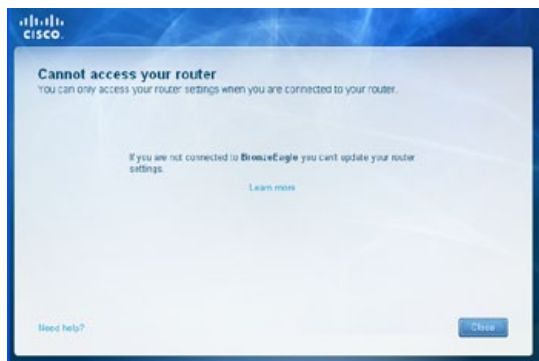 CISCO.
Cannot access your router
You can only access your router settings when you are connected to your router.
If you are not connected to BronzeEagle you can't update your router
settings.
Learn more
Need help?
Close